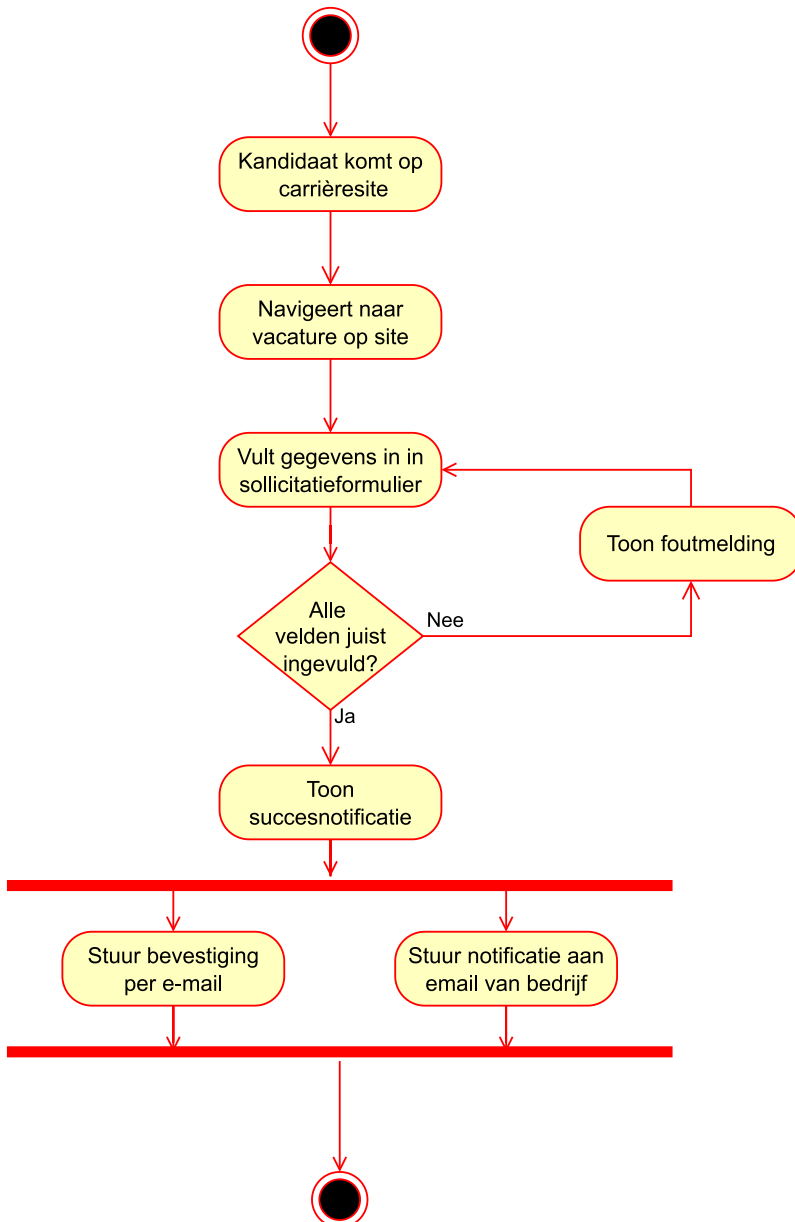 Kandidaat komt op
carrièresite
Navigeert naar
vacature op site
Vult gegevens in in
sollicitatieformulier
Toon foutmelding
Alle
velden juist
ingevuld?
Nee
Ja
Toon
succesnotificatie
Stuur bevestiging
per e-mail
Stuur notificatie aan
email van bedrijf